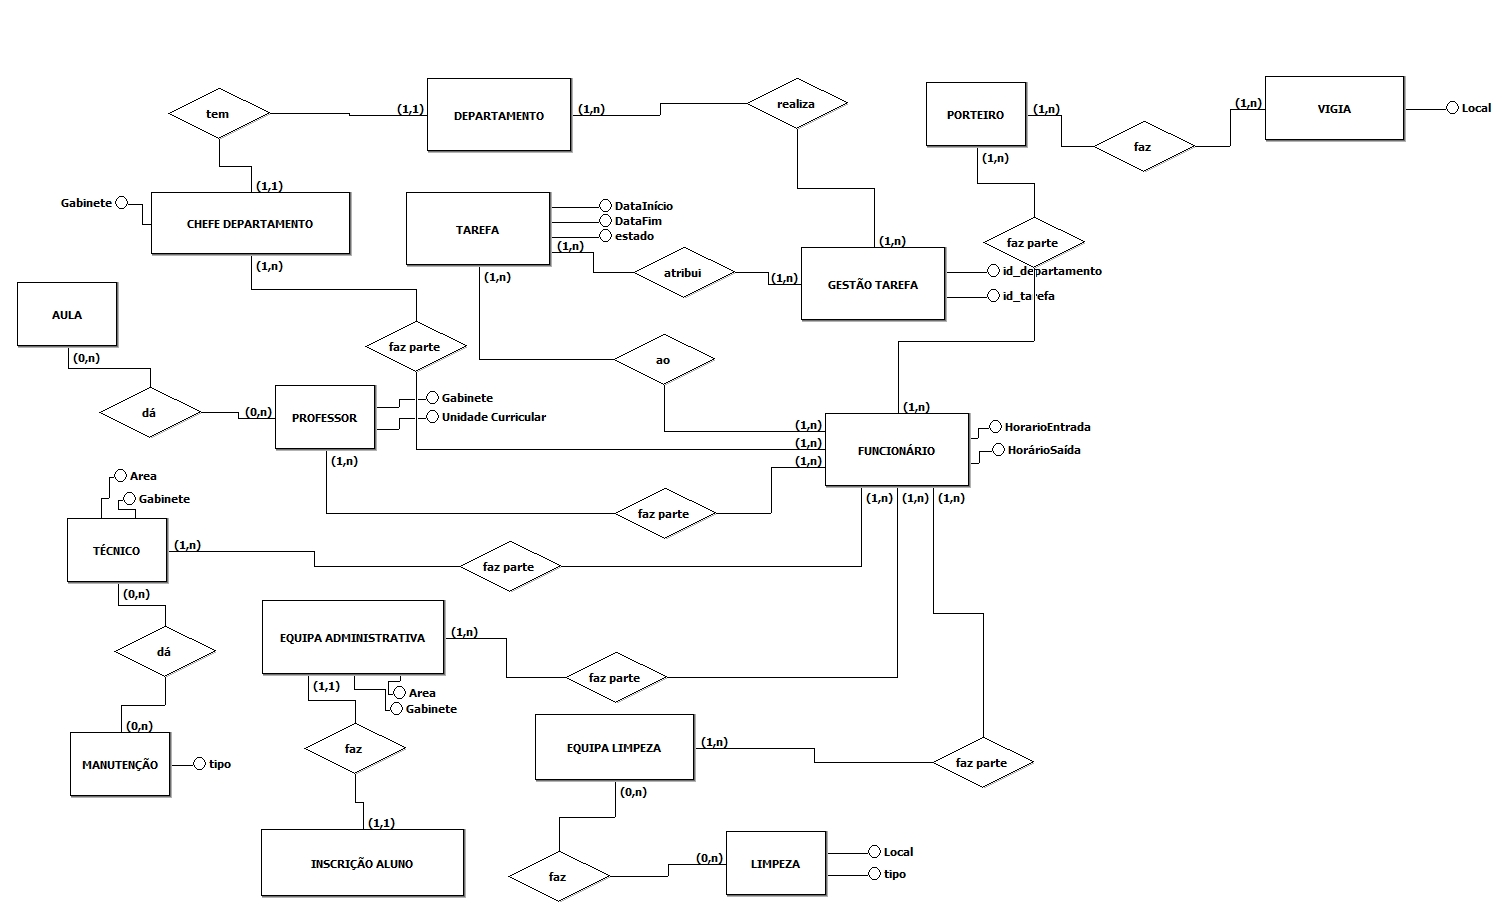 tem
(1,1)
DEPARTAMENTO
(1,n)
realiza
PORTEIRO
(1,n)
faz
(1,n)
VIGIA
Local
(1,n)
(1,1)
Gabinete
CHEFE DEPARTAMENTO
(1,n)
TAREFA
DataInício
DataFim
estado
(1,n)
(1,n)
atribui
(1,n)
(1,n)
GESTÃO TAREFA
faz parte
id_departamento
id_tarefa
AULA
(0,n)
faz parte
ao
dá
(0,n)
PROFESSOR
Gabinete
Unidade Curricular
(1,n)
(1,n)
(1,n)
(1,n)
(1,n)
FUNCIONÁRIO
HorarioEntrada
HorárioSaída
(1,n)
(1,n)
(1,n)
Area
Gabinete
faz parte
TÉCNICO
(1,n)
faz parte
(0,n)
dá
EQUIPA ADMINISTRATIVA
(1,n)
faz parte
(1,1)
Area
Gabinete
(0,n)
MANUTENÇÃO
tipo
faz
EQUIPA LIMPEZA
(1,n)
faz parte
(0,n)
(1,1)
INSCRIÇÃO ALUNO
faz
(0,n)
LIMPEZA
Local
tipo